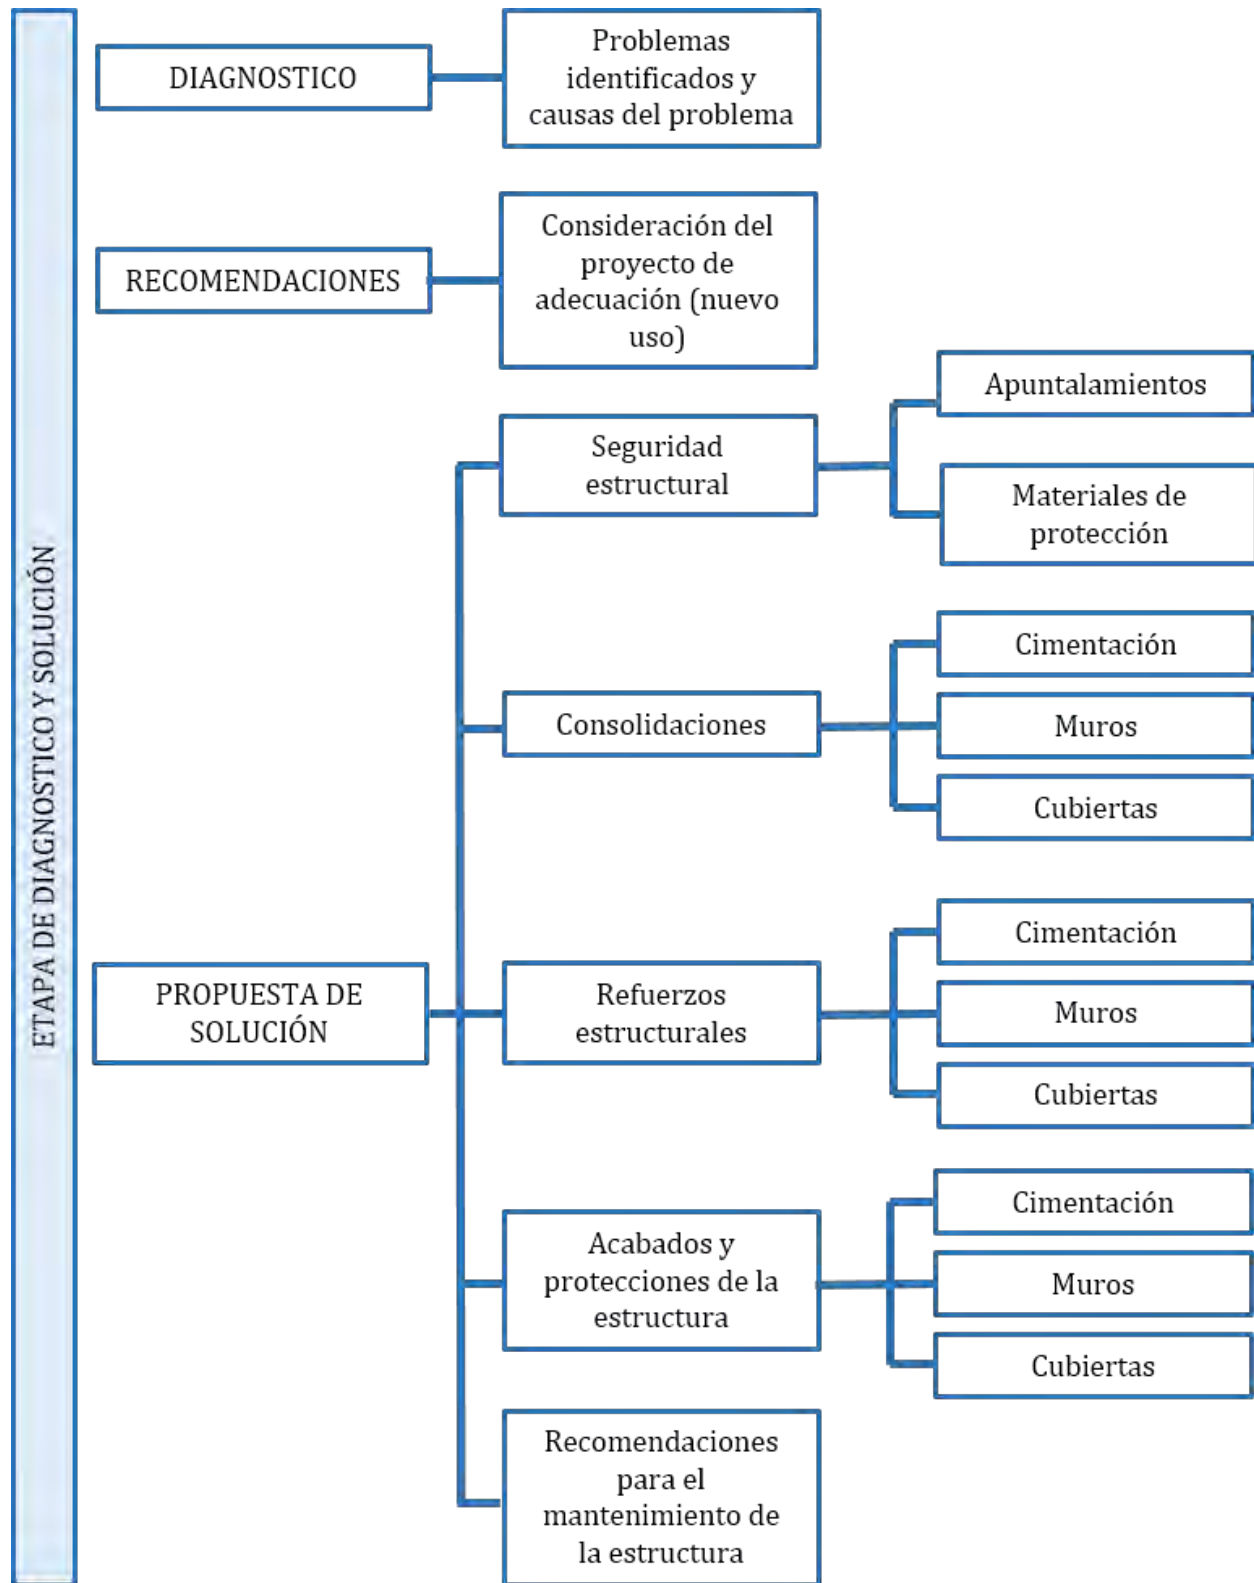 ETAPA DE DIAGNOSTICO Y SOLUCIÓN
DIAGNOSTICO
Problemas
identificados y
causas del problema
RECOMENDACIONES
Consideración del
proyecto de
adecuación (nuevo
uso)
PROPUESTA DE
SOLUCIÓN
Seguridad
estructural
Apuntalamientos
Materiales de
protección
Consolidaciones
Cimentación
Muros
Cubiertas
Refuerzos
estructurales
Cimentación
Muros
Cubiertas
Acabados y
protecciones de la
estructura
Cimentación
Muros
Cubiertas
Recomendaciones
para el
mantenimiento de
la estructura